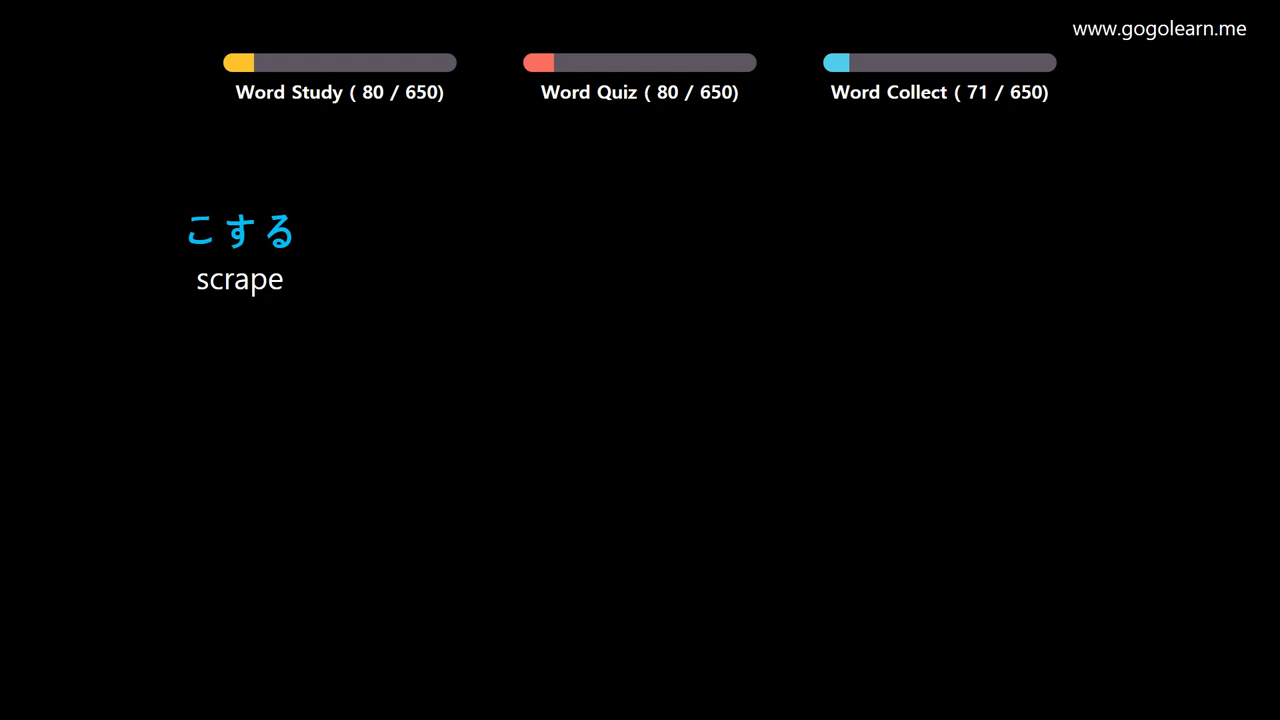 www.gogolearn.me
Word Study ( 80 / 650)
Word Quiz ( 80 / 650)
Word Collect ( 71 / 650)
こする
scrape